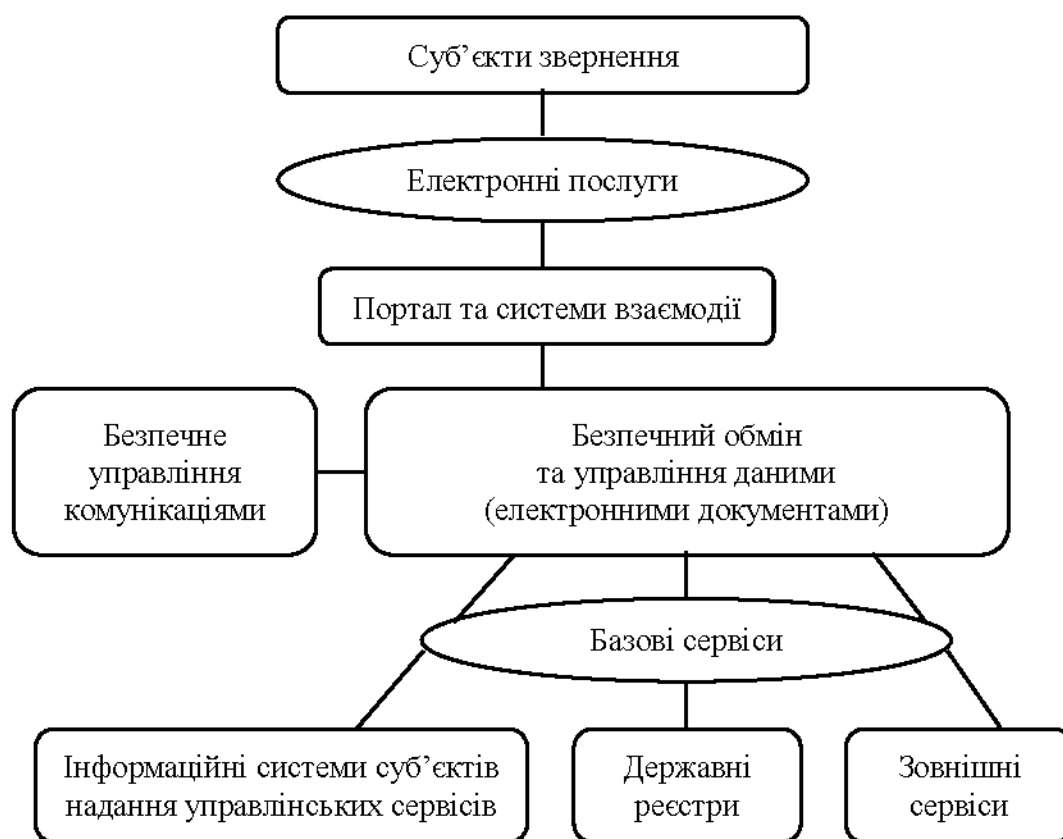 Суб’єкти звернення
Електронні послуги
Портал та системи взаємодії
Безпечне
управління
комунікаціями
Безпечний обмін
та управління даними
(електронними документами)
Базові сервіси
Інформаційні системи суб’єктів
надання управлінських сервісів
Державні
реєстри
Зовнішні
сервіси